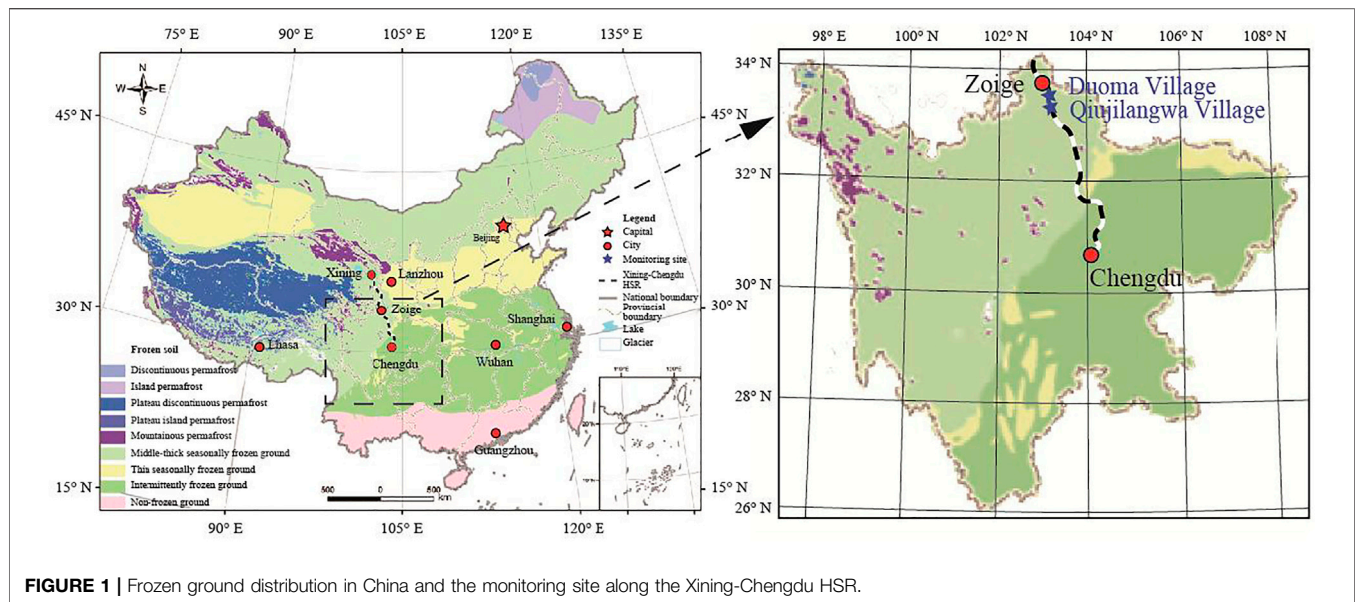 75° E 90° E 105° E 120° E 135° E
N
W E
S
45° N
45° N
30° N
30° N
15° N
15° N
90° E 105° E 120° E
Beijing
Xining
Lanzhou
Zoige
Shanghai
Lhasa
Chengdu
Wuhan
Guangzhou
Legend
Capital
City
Monitoring site
Xining-Chengdu
HSR
National boundary
Provincial
boundary
Lake
Glacier
Frozen soil
Discontinuous permafrost
Island permafrost
Plateau discontinuous permafrost
Plateau island permafrost
Mountainous permafrost
Middle-thick seasonally frozen ground
Thin seasonally frozen ground
Intermittently frozen ground
Non-frozen ground
500 0 500
km
98° E 100° N 102° N 104° N 106° N 108° N
34° N
32° N
30° N
28° N
26° N
Zoige
Duoma Village
Qiujilangwa Village
Chengdu
FIGURE 1 | Frozen ground distribution in China and the monitoring site along the Xining-Chengdu HSR.